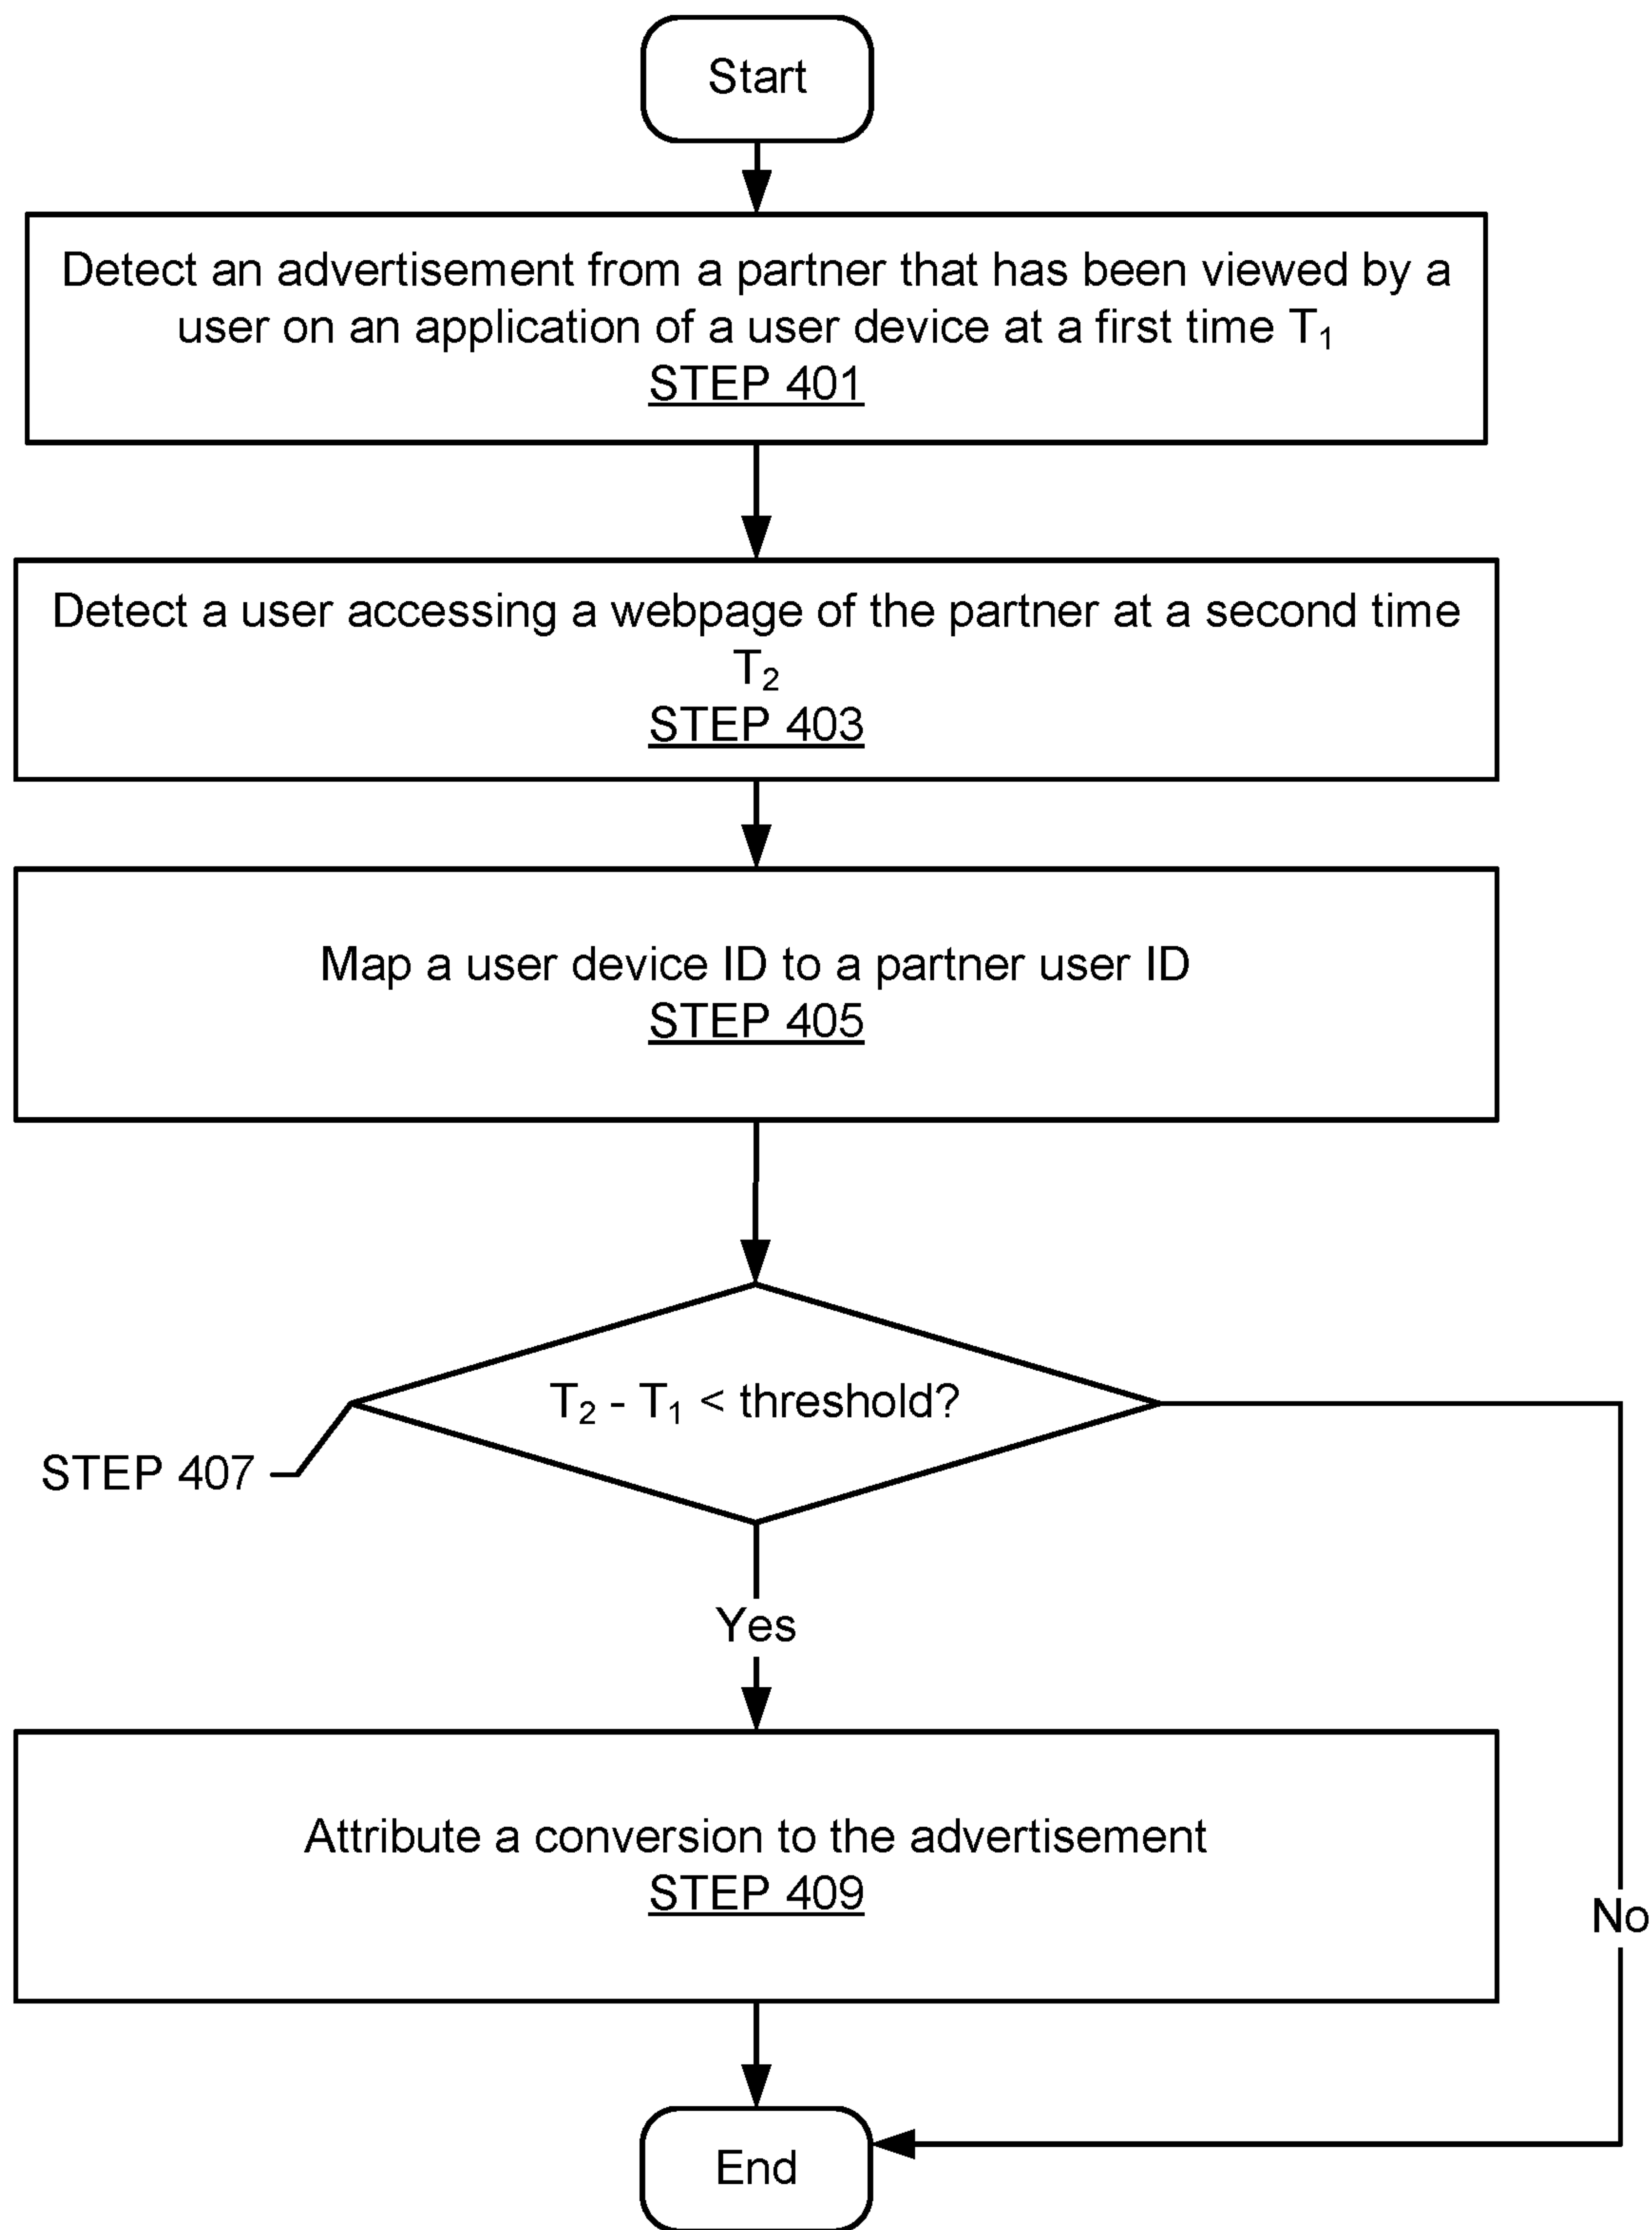 Start
Detect an advertisement from a partner that has been viewed by a
user on an application of a user device at a first time T₁
STEP 401
Detect a user accessing a webpage of the partner at a second time
T₂
STEP 403
Map a user device ID to a partner user ID
STEP 405
T₂ - T₁ < threshold?
STEP 407
Yes
Attribute a conversion to the advertisement
STEP 409
No
End